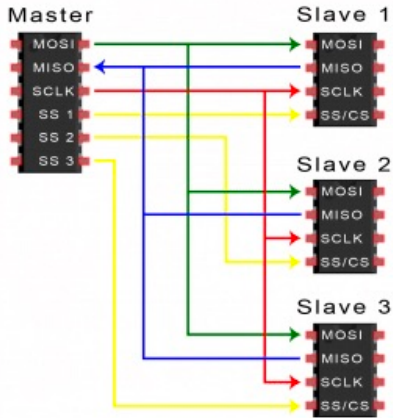 Master
MOSI
MISO
SCLK
SS 1
SS 2
SS 3
Slave 1
MOSI
MISO
SCLK
SS/CS
Slave 2
MOSI
MISO
SCLK
SS/CS
Slave 3
MOSI
MISO
SCLK
SS/CS